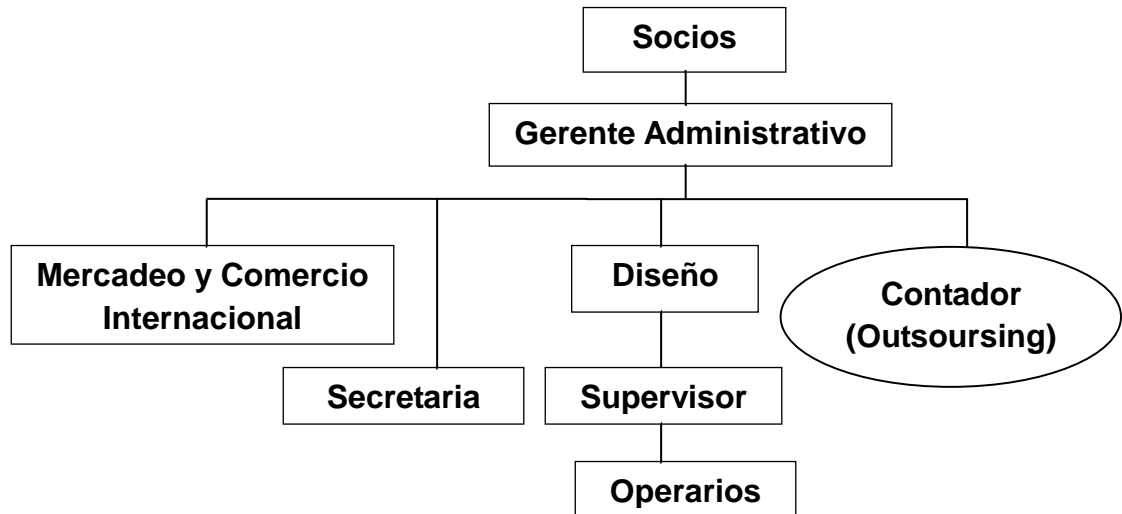 Socios
Gerente Administrativo
Mercadeo y Comercio
Internacional
Diseño
Contador
(Outsoursing)
Secretaria
Supervisor
Operarios